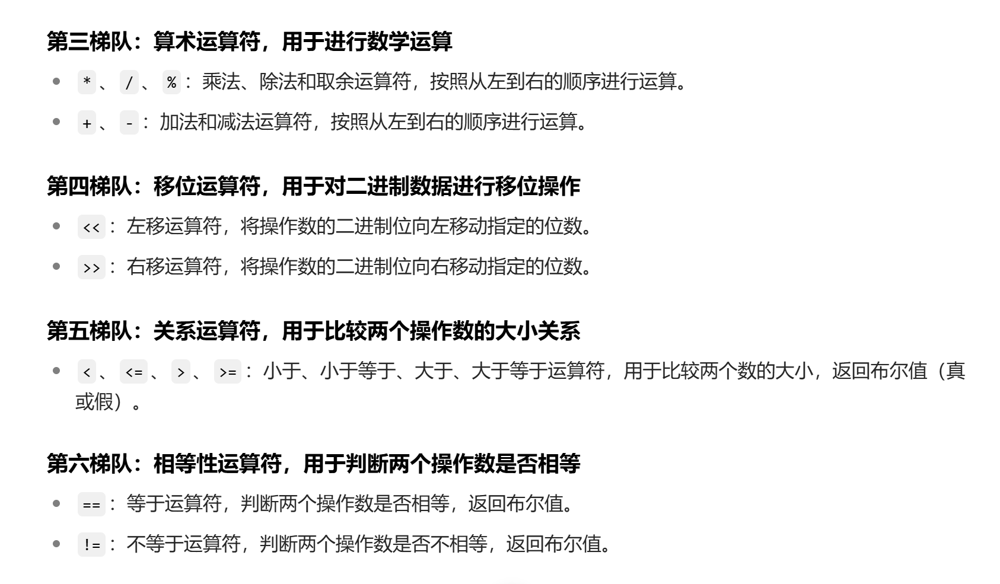 第三梯队：算术运算符，用于进行数学运算
* 、 / 、 % ：乘法、除法和取余运算符，按照从左到右的顺序进行运算。
+ 、 - ：加法和减法运算符，按照从左到右的顺序进行运算。
第四梯队：移位运算符，用于对二进制数据进行移位操作
<< ：左移运算符，将操作数的二进制位向左移动指定的位数。
>> ：右移运算符，将操作数的二进制位向右移动指定的位数。
第五梯队：关系运算符，用于比较两个操作数的大小关系
< 、 <= 、 > 、 >= ：小于、小于等于、大于、大于等于运算符，用于比较两个数的大小，返回布尔值（真
或假）。
第六梯队：相等性运算符，用于判断两个操作数是否相等
== ：等于运算符，判断两个操作数是否相等，返回布尔值。
!= ：不等于运算符，判断两个操作数是否不相等，返回布尔值。